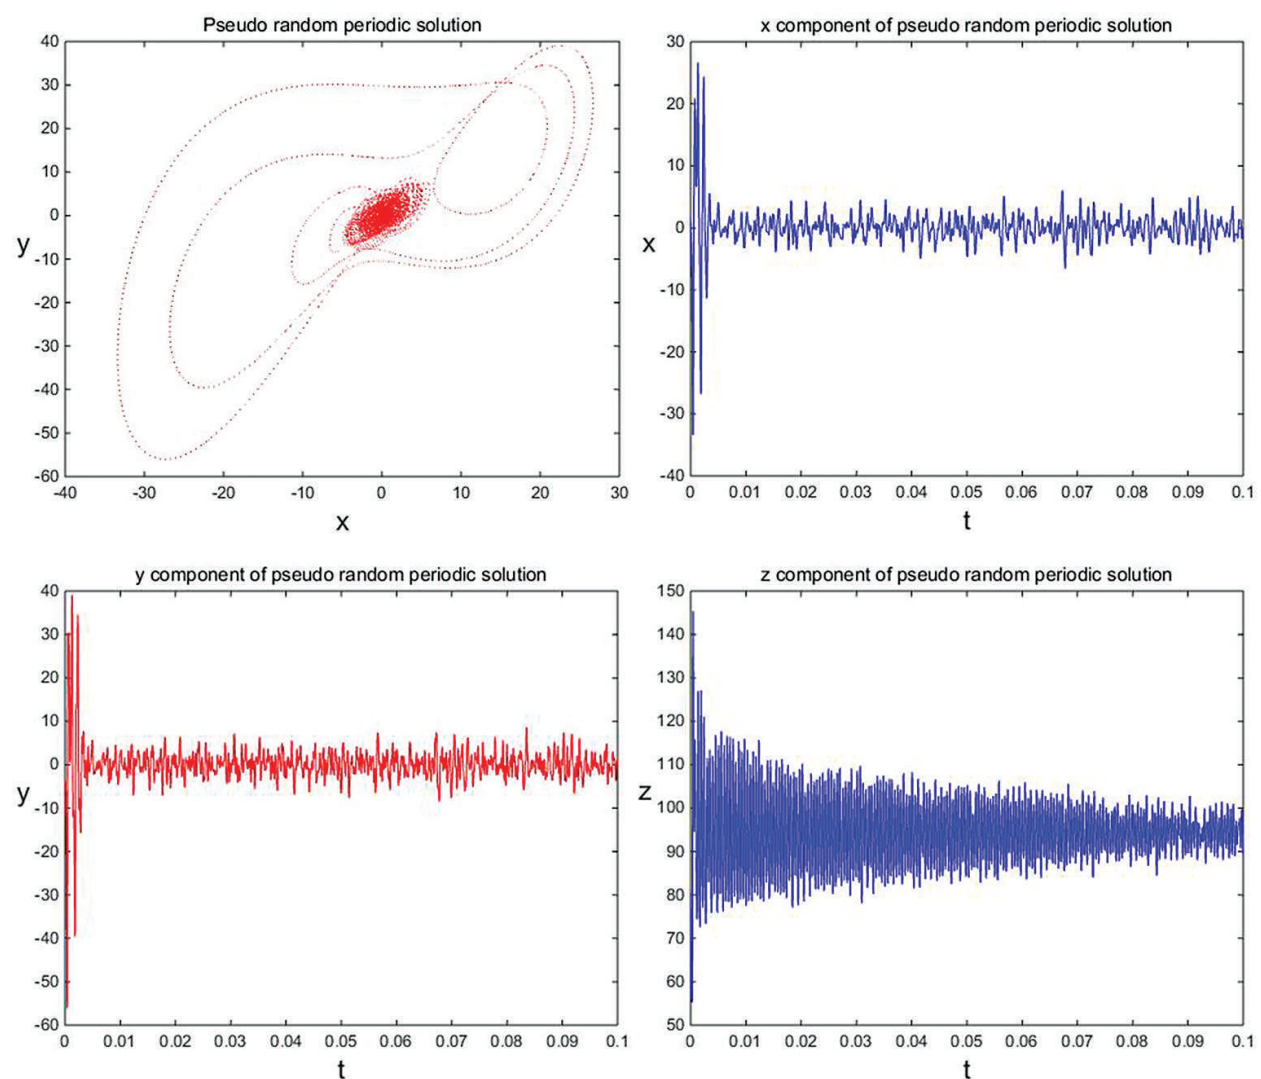 Pseudo random periodic solution
40
30
20
10
0
-10
-20
-30
-40
-50
-60
y
-40 -30 -20 -10 0 10 20 30
x
x component of pseudo random periodic solution
30
20
10
0
-10
-20
-30
-40
x
0 0.01 0.02 0.03 0.04 0.05 0.06 0.07 0.08 0.09 0.1
t
y component of pseudo random periodic solution
40
30
20
10
0
-10
-20
-30
-40
-50
-60
y
0 0.01 0.02 0.03 0.04 0.05 0.06 0.07 0.08 0.09 0.1
t
z component of pseudo random periodic solution
150
140
130
120
110
100
90
80
70
60
50
z
0 0.01 0.02 0.03 0.04 0.05 0.06 0.07 0.08 0.09 0.1
t